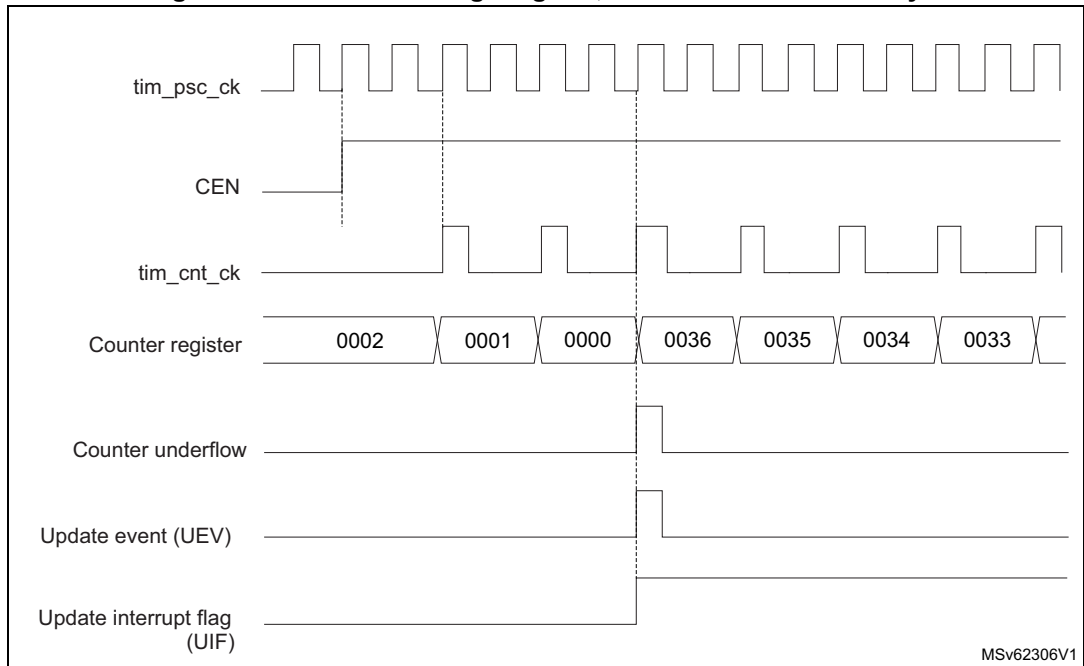 tim_psc_ck
CEN
tim_cnt_ck
Counter register
0002
0001
0000
0036
0035
0034
0033
Counter underflow
Update event (UEV)
Update interrupt flag
(UIF)
MSv62306V1